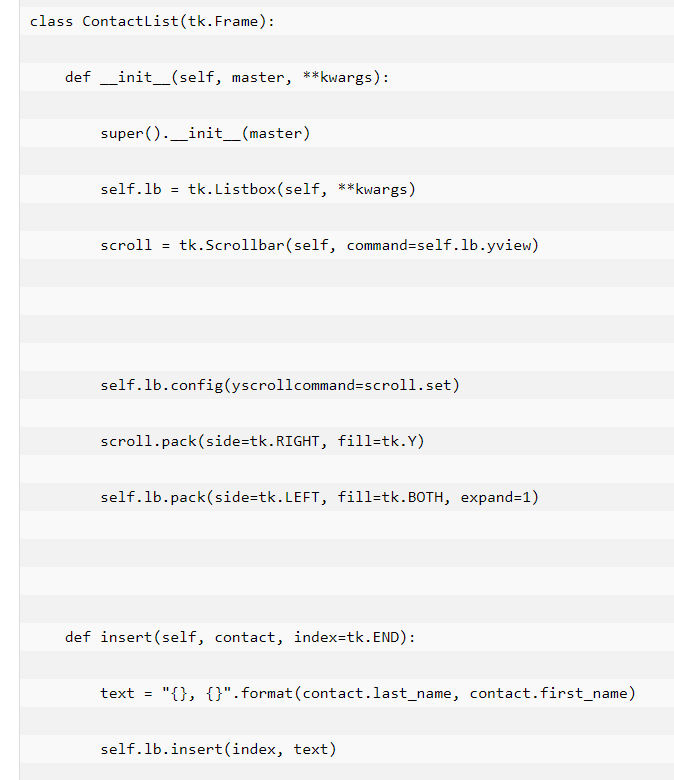 class ContactList(tk.Frame):
    def __init__(self, master, **kwargs):
        super().__init__(master)
        self.lb = tk.Listbox(self, **kwargs)
        scroll = tk.Scrollbar(self, command=self.lb.yview)
        self.lb.config(yscrollcommand=scroll.set)
        scroll.pack(side=tk.RIGHT, fill=tk.Y)
        self.lb.pack(side=tk.LEFT, fill=tk.BOTH, expand=1)
    def insert(self, contact, index=tk.END):
        text = "{}, {}".format(contact.last_name, contact.first_name)
        self.lb.insert(index, text)